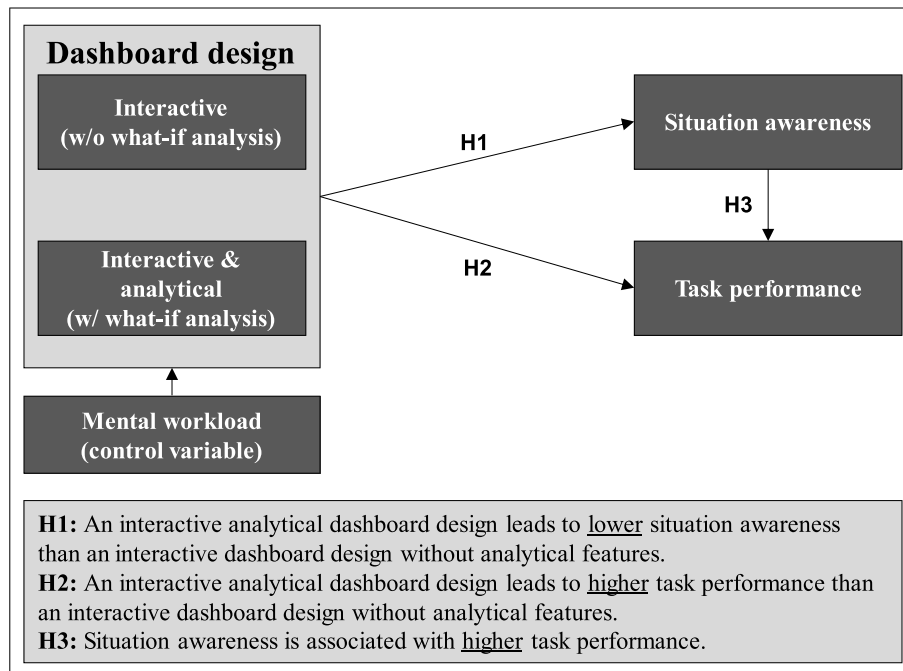 Dashboard design
Interactive
(w/o what-if analysis)
Interactive &
analytical
(w/ what-if analysis)
Mental workload
(control variable)
H1
H2
Situation awareness
H3
Task performance
H1: An interactive analytical dashboard design leads to lower situation awareness
than an interactive dashboard design without analytical features.
H2: An interactive analytical dashboard design leads to higher task performance than
an interactive dashboard design without analytical features.
H3: Situation awareness is associated with higher task performance.